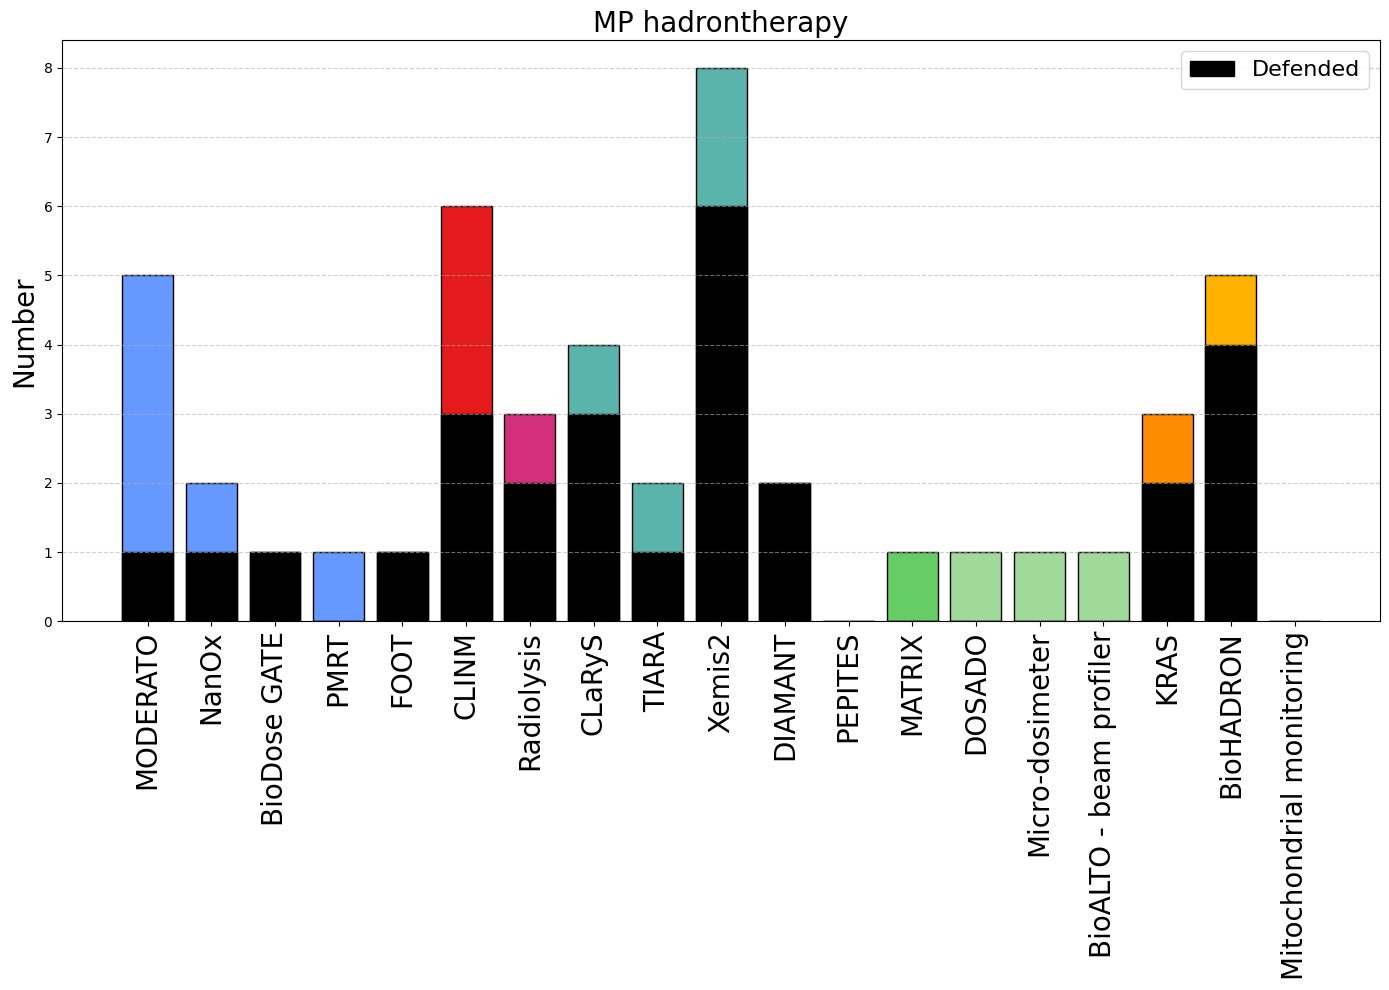 MP hadrontherapy
Defended
Number
8
7
6
5
4
3
2
1
0
MODERATO
NanOx
BioDose GATE
PMRT
FOOT
CLINM
Radiolysis
CLaRyS
TIARA
Xemis2
DIAMANT
PEPITES
MATRIX
DOSADO
Micro-dosimeter
BioALTO - beam profiler
KRAS
BioHADRON
Mitochondrial monitoring